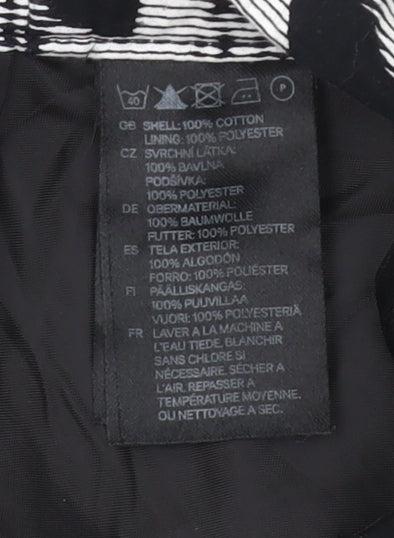 40 P
GB SHELL: 100% COTTON
LINING: 100% POLYESTER
CZ SVRCHNÍ LÁTKA:
100% BAVLNA
PODŠÍVKA:
100% POLYESTER
DE OBERMATERIAL:
100% BAUMWOLLE
FUTTER: 100% POLYESTER
ES TELA EXTERIOR:
100% ALGODÓN
FORRO: 100% POLIÉSTER
FI PÄÄLLISKANGAS:
100% PUUVILLAA
VUORI: 100% POLYESTERIÄ
FR LAVER A LA MACHINE A
L'EAU TIEDE, BLANCHIR
SANS CHLORE SI
NÉCESSAIRE. SÉCHER A
L'AIR. REPASSER A
TEMPÉRATURE MOYENNE.
OU NETTOYAGE A SEC.